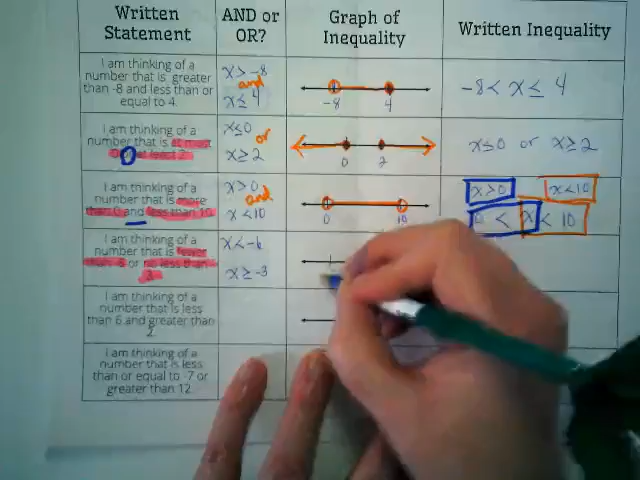 Written Statement
AND or OR?
Graph of Inequality
Written Inequality
I am thinking of a
number that is greater
than -8 and less than or
equal to 4.
x > -8
and
x ≤ 4
-8 4
-8 < x ≤ 4
I am thinking of a
number that is at most
0 or at least 2.
x ≤ 0
or
x ≥ 2
0 2
x ≤ 0 or x ≥ 2
I am thinking of a
number that is more
than 0 and less than 10.
x > 0
and
x < 10
0 10
x > 0 x < 10
0 < x < 10
I am thinking of a
number that is fewer
than -6 or no less than
x < -6
x ≥ -3
I am thinking of a
number that is less
than 6 and greater than
2
I am thinking of a
number that is less
than or equal to -7 or
greater than 12.